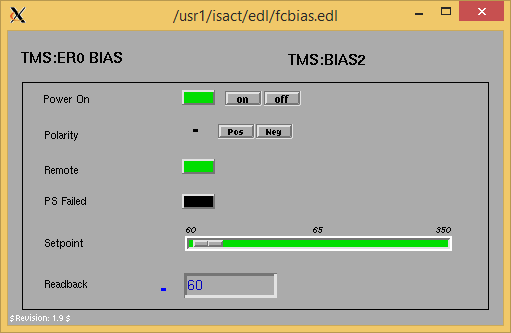 /usr1/isact/edl/fcbias.edl
TMS:ER0 BIAS TMS:BIAS2
Power On on off
Polarity - Pos Neg
Remote
PS Failed
60 65 350
Setpoint
Readback - 60
$Revision: 1.9 $